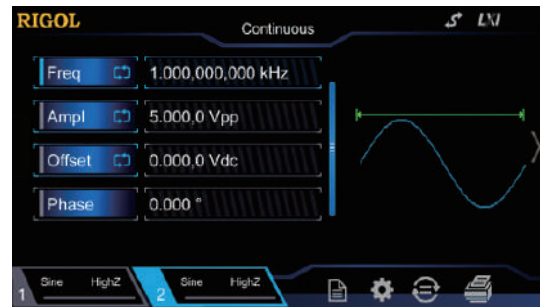 RIGOL
Continuous
LXI
Freq 1.000,000,000 kHz
Ampl 5.000,0 Vpp
Offset 0.000,0 Vdc
Phase 0.000 °
1 Sine HighZ 2 Sine HighZ